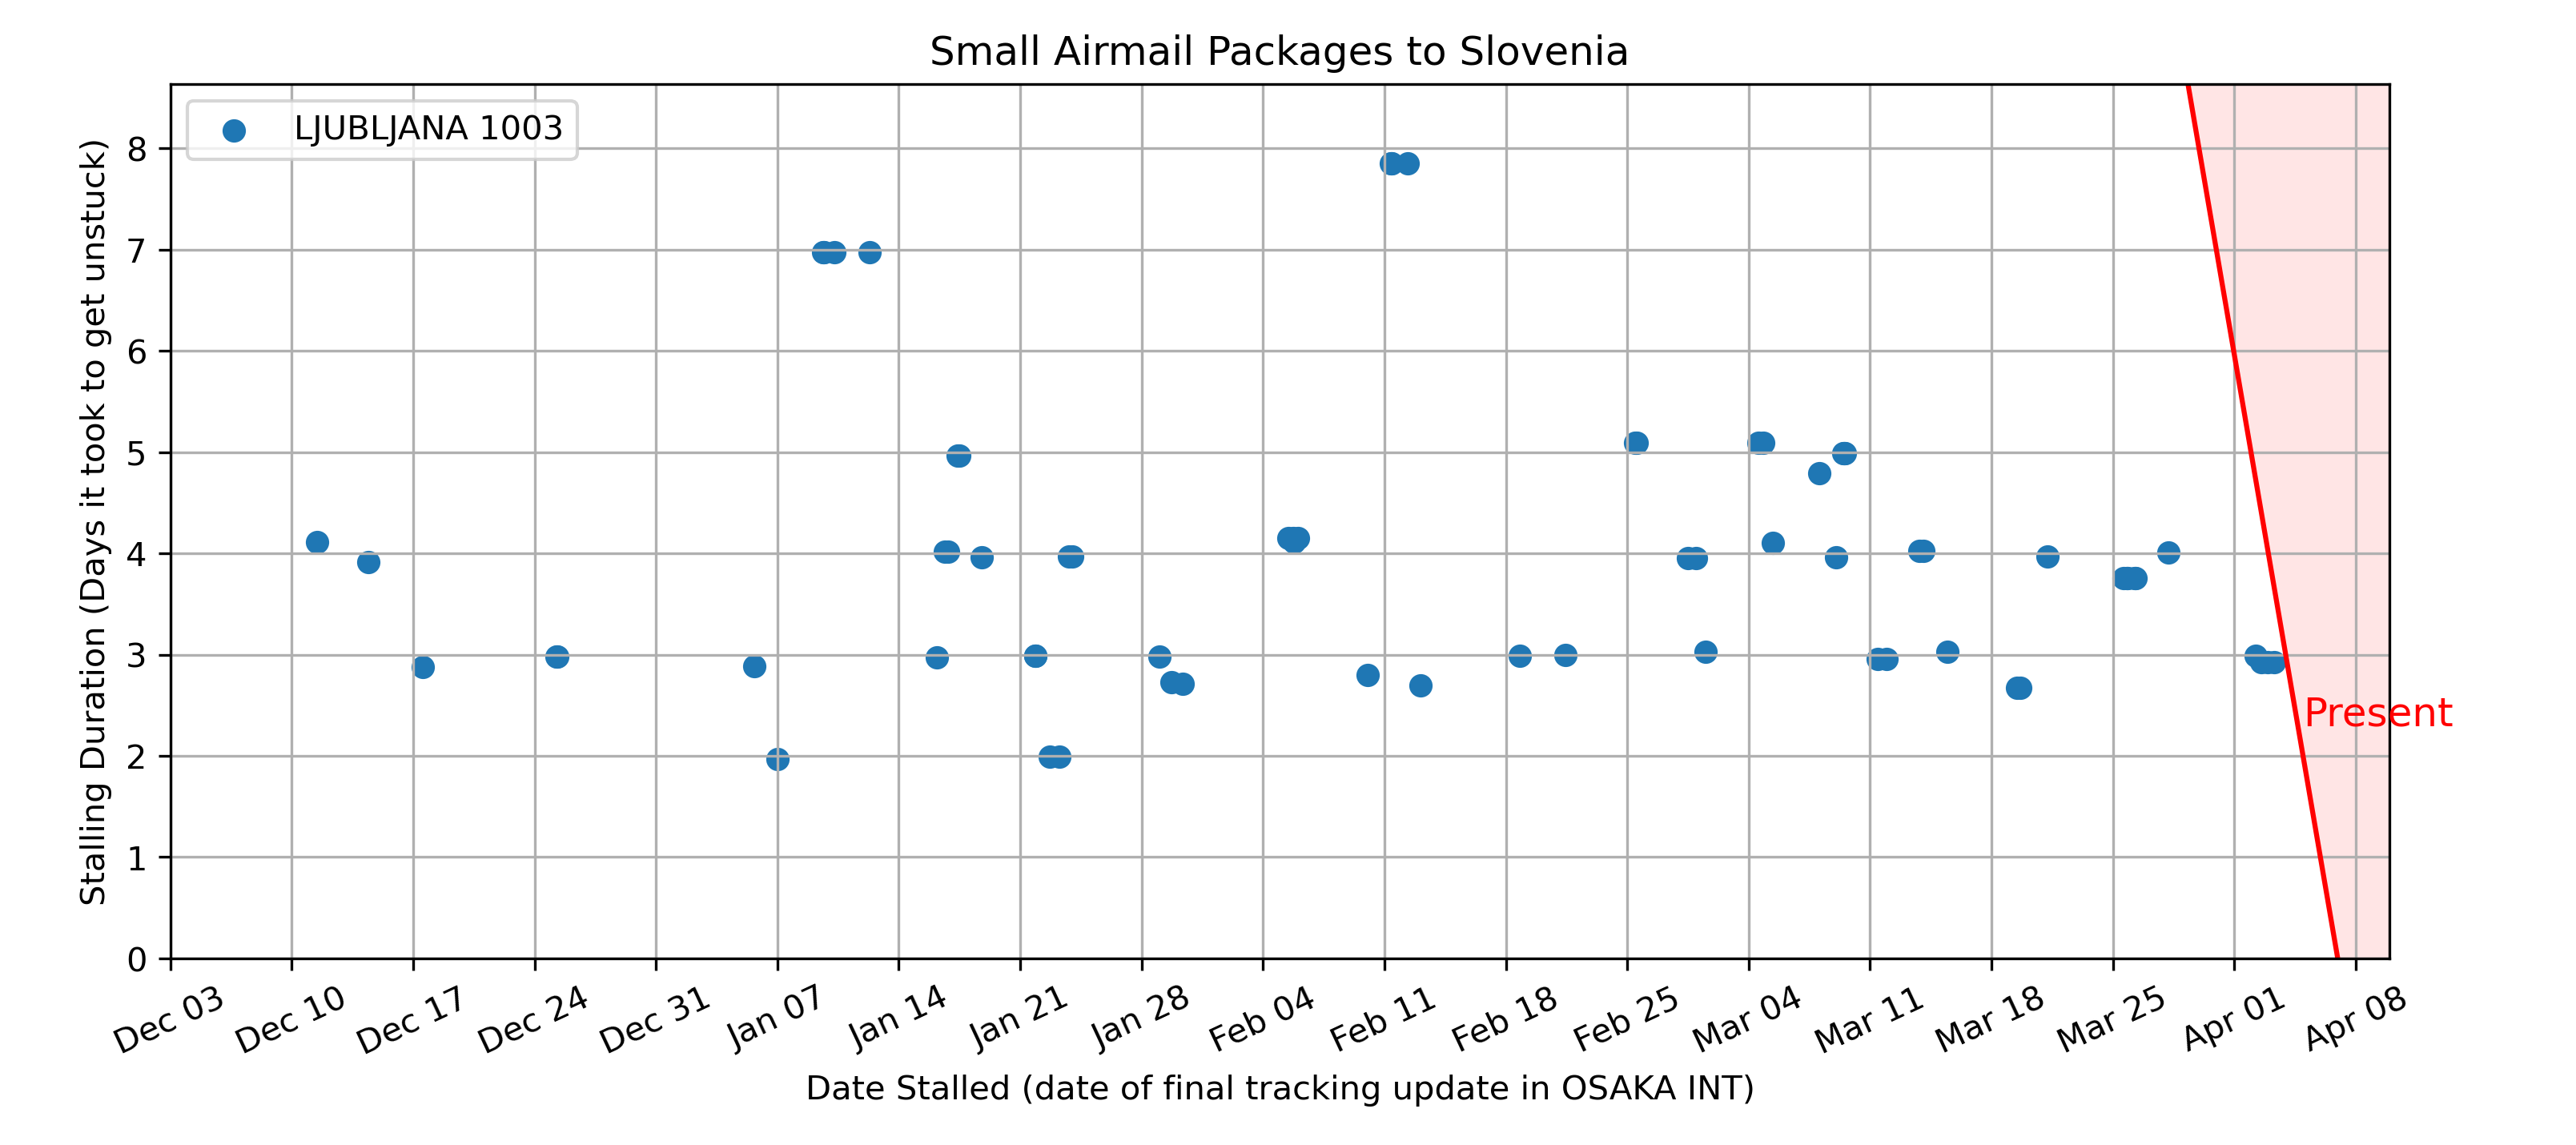 Small Airmail Packages to Slovenia
LJUBLJANA 1003
Stalling Duration (Days it took to get unstuck)
8
7
6
5
4
3
2
1
0
Present
Dec 03
Dec 10
Dec 17
Dec 24
Dec 31
Jan 07
Jan 14
Jan 21
Jan 28
Feb 04
Feb 11
Feb 18
Feb 25
Mar 04
Mar 11
Mar 18
Mar 25
Apr 01
Apr 08
Date Stalled (date of final tracking update in OSAKA INT)